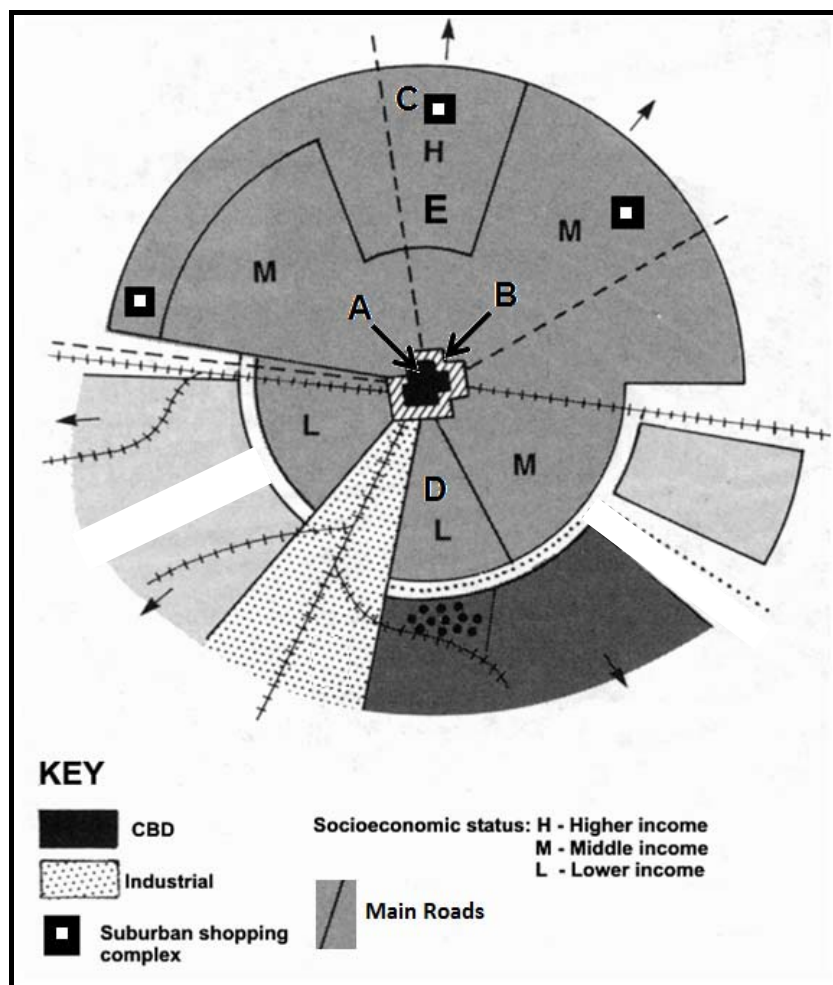 C
H
E
M
M
A
B
L
M
D
L
KEY
CBD
Industrial
Suburban shopping
complex
Socioeconomic status: H - Higher income
M - Middle income
L - Lower income
Main Roads